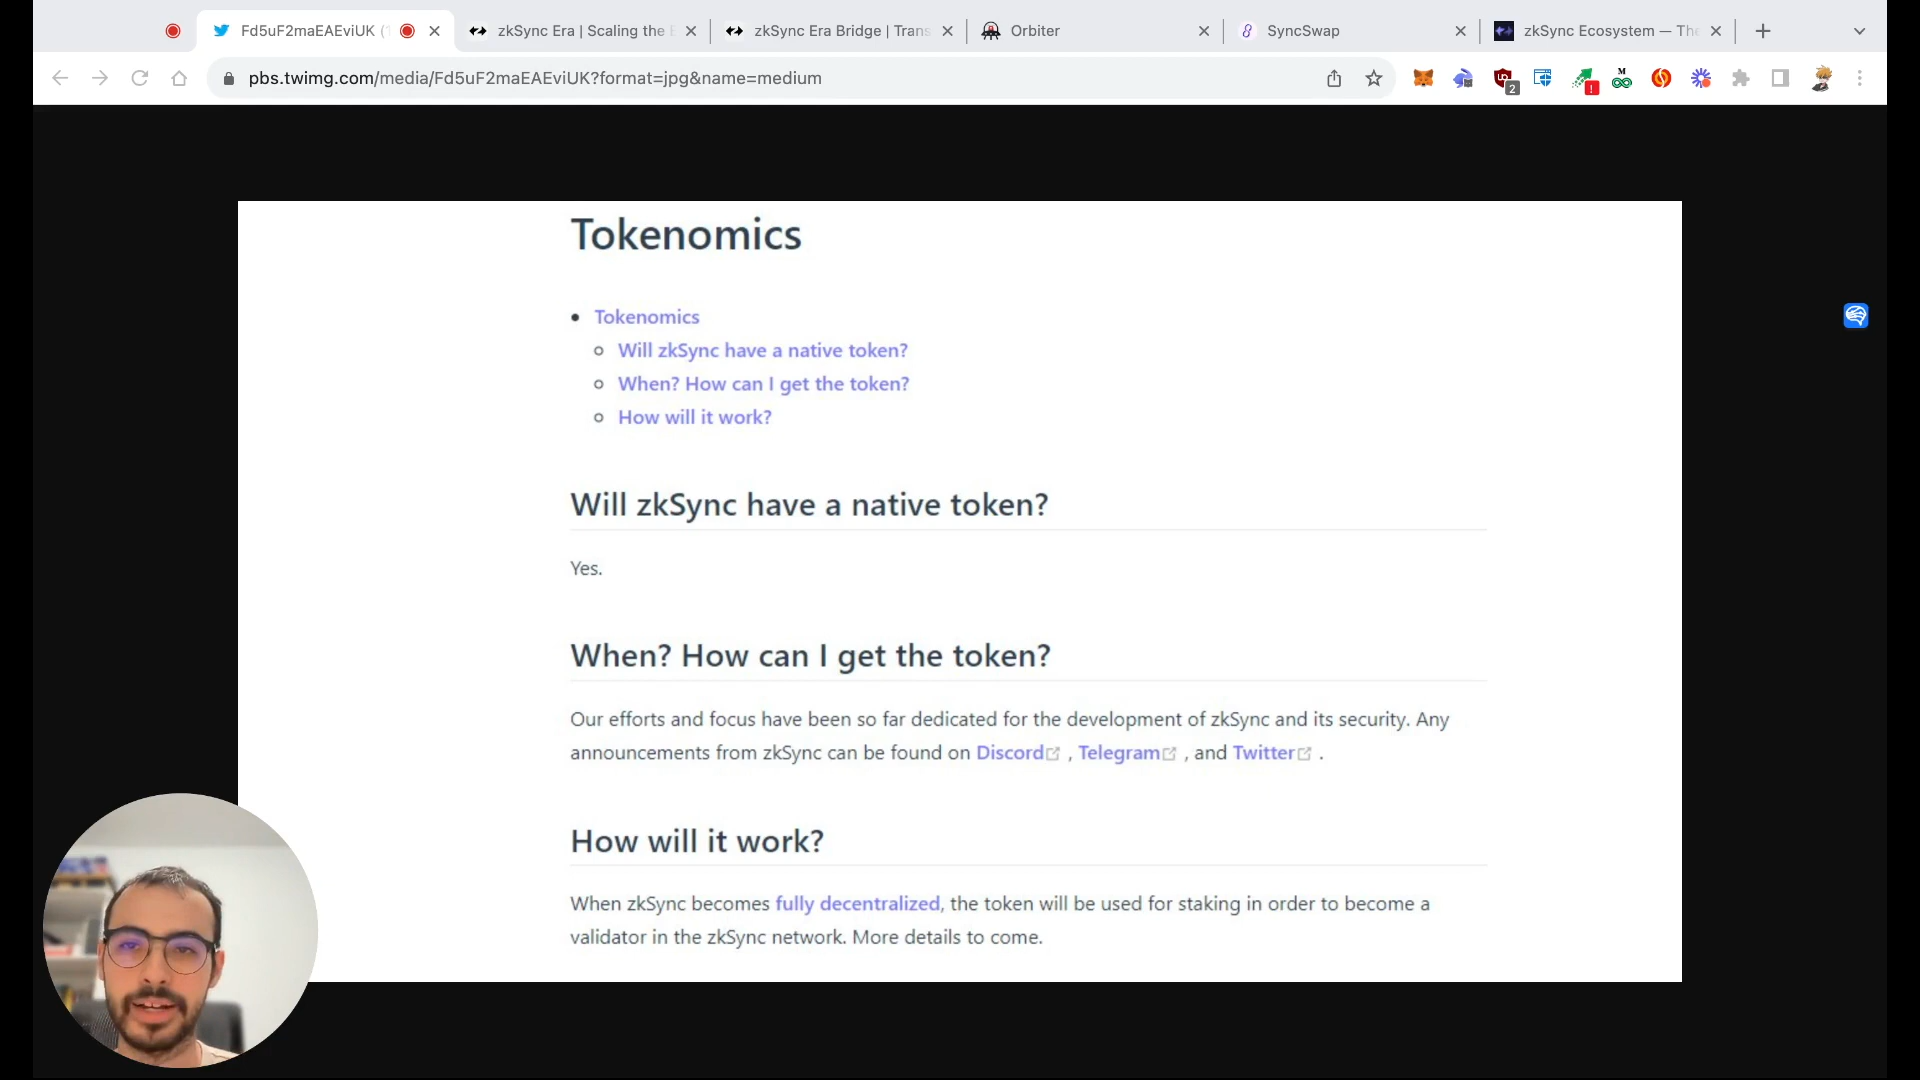 Fd5uF2maEAEviUK (1
zkSync Era | Scaling the E
zkSync Era Bridge | Trans
Orbiter
SyncSwap
zkSync Ecosystem — The
pbs.twimg.com/media/Fd5uF2maEAEviUK?format=jpg&name=medium
2
!
M
Tokenomics
Tokenomics
Will zkSync have a native token?
When? How can I get the token?
How will it work?
Will zkSync have a native token?
Yes.
When? How can I get the token?
Our efforts and focus have been so far dedicated for the development of zkSync and its security. Any
announcements from zkSync can be found on Discord , Telegram , and Twitter .
How will it work?
When zkSync becomes fully decentralized, the token will be used for staking in order to become a
validator in the zkSync network. More details to come.